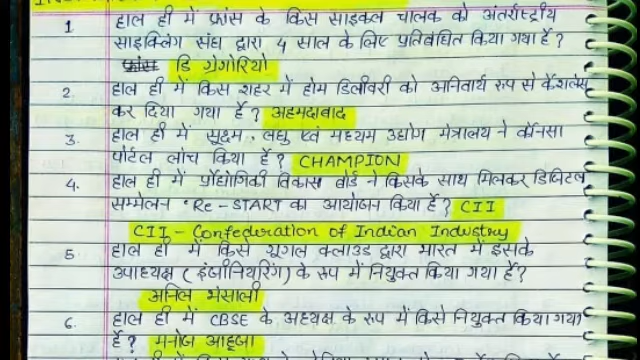 1 हाल ही में फ्रांस के किस साइकल चालक को अंतर्राष्ट्रीय
साइक्लिंग संघ द्वारा 4 साल के लिए प्रतिबंधित किया गया है?
डि ग्रेगोरियो
2. हाल ही में किस शहर में होम डिलीवरी को अनिवार्य रुप से कैशलेस
कर दिया गया है? अहमदाबाद
3. हाल ही में सूक्ष्म, लघु एवं मध्यम उद्योग मंत्रालय ने कौनसा
पोर्टल लांच किया है? CHAMPION
4. हाल ही में प्रौद्योगिकी विकास बोर्ड ने किसके साथ मिलकर डिजिटल
सम्मेलन "Re-START का आयोजन किया है? CII
CII - Confederation of Indian Industry
5 हाल ही में किसे गूगल क्लाउड द्वारा भारत में इसके
उपाध्यक्ष (इंजीनियरिंग) के रूप में नियुक्त किया गया है?
अनिल भंसाली
6. हाल ही में CBSE के अध्यक्ष के रूप में किसे नियुक्त किया गया
है? मनोज आहूजा